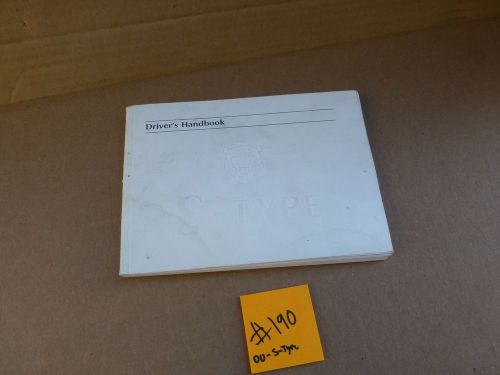 Driver's Handbook
S-TYPE
#190
00-S-Type